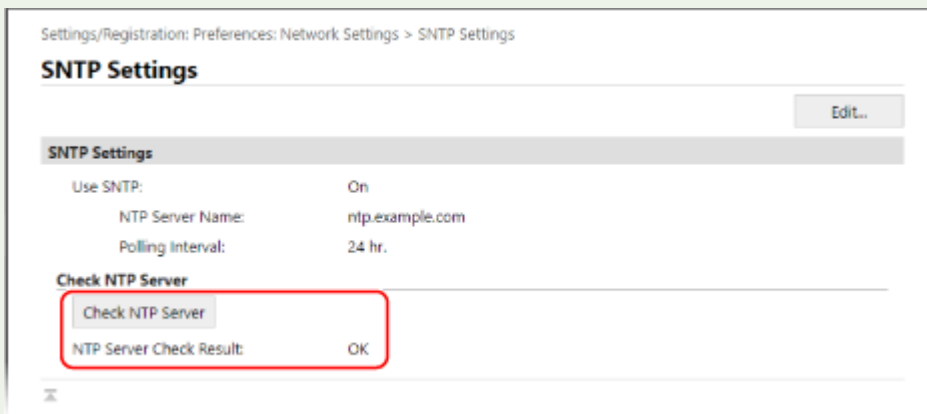 Settings/Registration: Preferences: Network Settings > SNTP Settings
SNTP Settings
Edit...
SNTP Settings
Use SNTP: On
NTP Server Name: ntp.example.com
Polling Interval: 24 hr.
Check NTP Server
Check NTP Server
NTP Server Check Result: OK